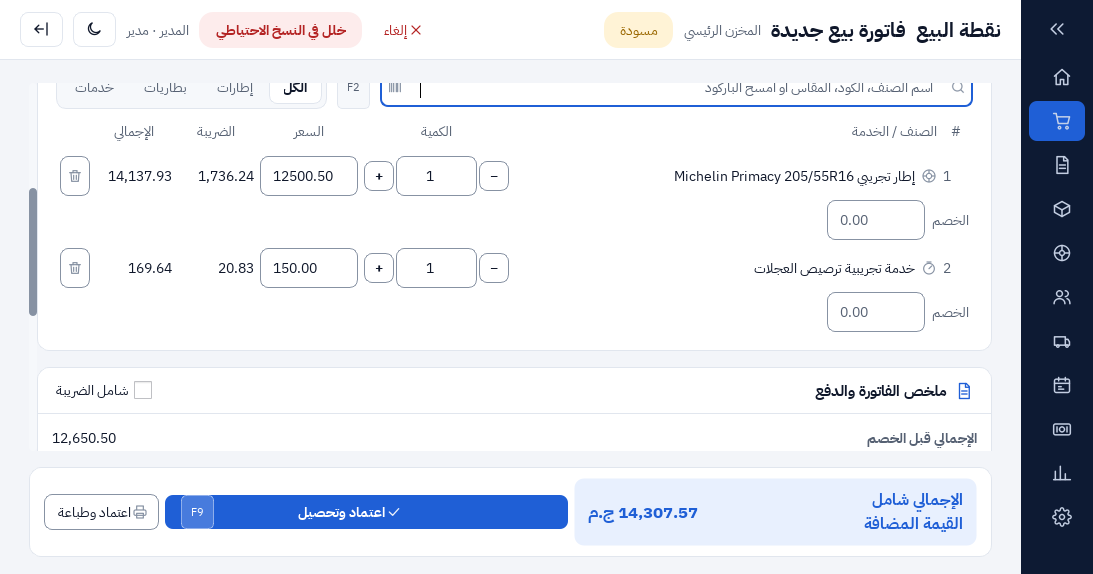 نقطة البيع فاتورة بيع جديدة المخزن الرئيسي مسودة إلغاء خلل في النسخ الاحتياطي المدير · مدير
اسم الصنف، الكود، المقاس أو امسح الباركود F2 الكل إطارات بطاريات خدمات
# الصنف / الخدمة الكمية السعر الضريبة الإجمالي
1 إطار تجريبي Michelin Primacy 205/55R16 − 1 + 12500.50 1,736.24 14,137.93
الخصم 0.00
2 خدمة تجريبية ترصيص العجلات − 1 + 150.00 20.83 169.64
الخصم 0.00
ملخص الفاتورة والدفع شامل الضريبة
الإجمالي قبل الخصم 12,650.50
الإجمالي شامل
القيمة المضافة
14,307.57 ج.م
اعتماد وتحصيل F9
اعتماد وطباعة